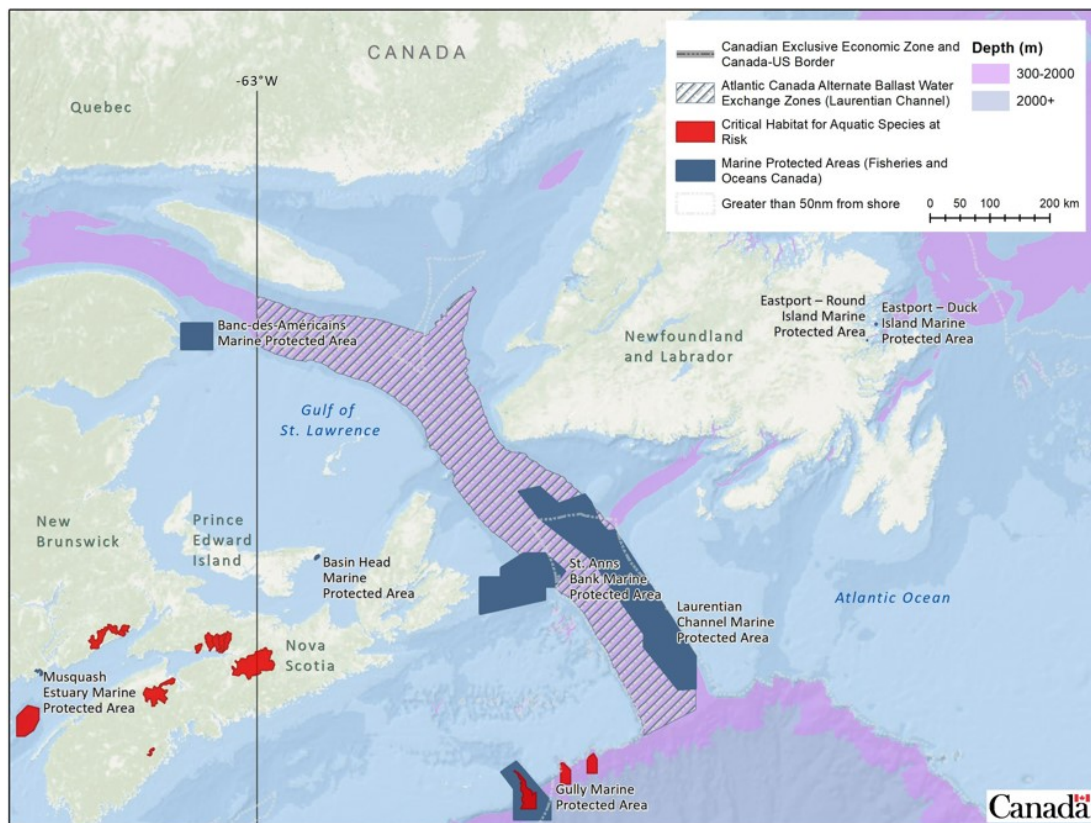 CANADA
-63°W
Quebec
Canadian Exclusive Economic Zone and
Canada-US Border
Atlantic Canada Alternate Ballast Water
Exchange Zones (Laurentian Channel)
Critical Habitat for Aquatic Species at
Risk
Marine Protected Areas (Fisheries and
Oceans Canada)
Greater than 50nm from shore
Depth (m)
300-2000
2000+
0 50 100 200 km
Banc-des-Américains
Marine Protected Area
Eastport – Round
Island Marine
Protected Area
Eastport – Duck
Island Marine
Protected Area
Newfoundland
and Labrador
Gulf of
St. Lawrence
New
Brunswick
Prince
Edward
Island
Basin Head
Marine
Protected Area
St. Anns
Bank Marine
Protected Area
Laurentian
Channel Marine
Protected Area
Atlantic Ocean
Nova
Scotia
Musquash
Estuary Marine
Protected Area
Gully Marine
Protected Area
Canada